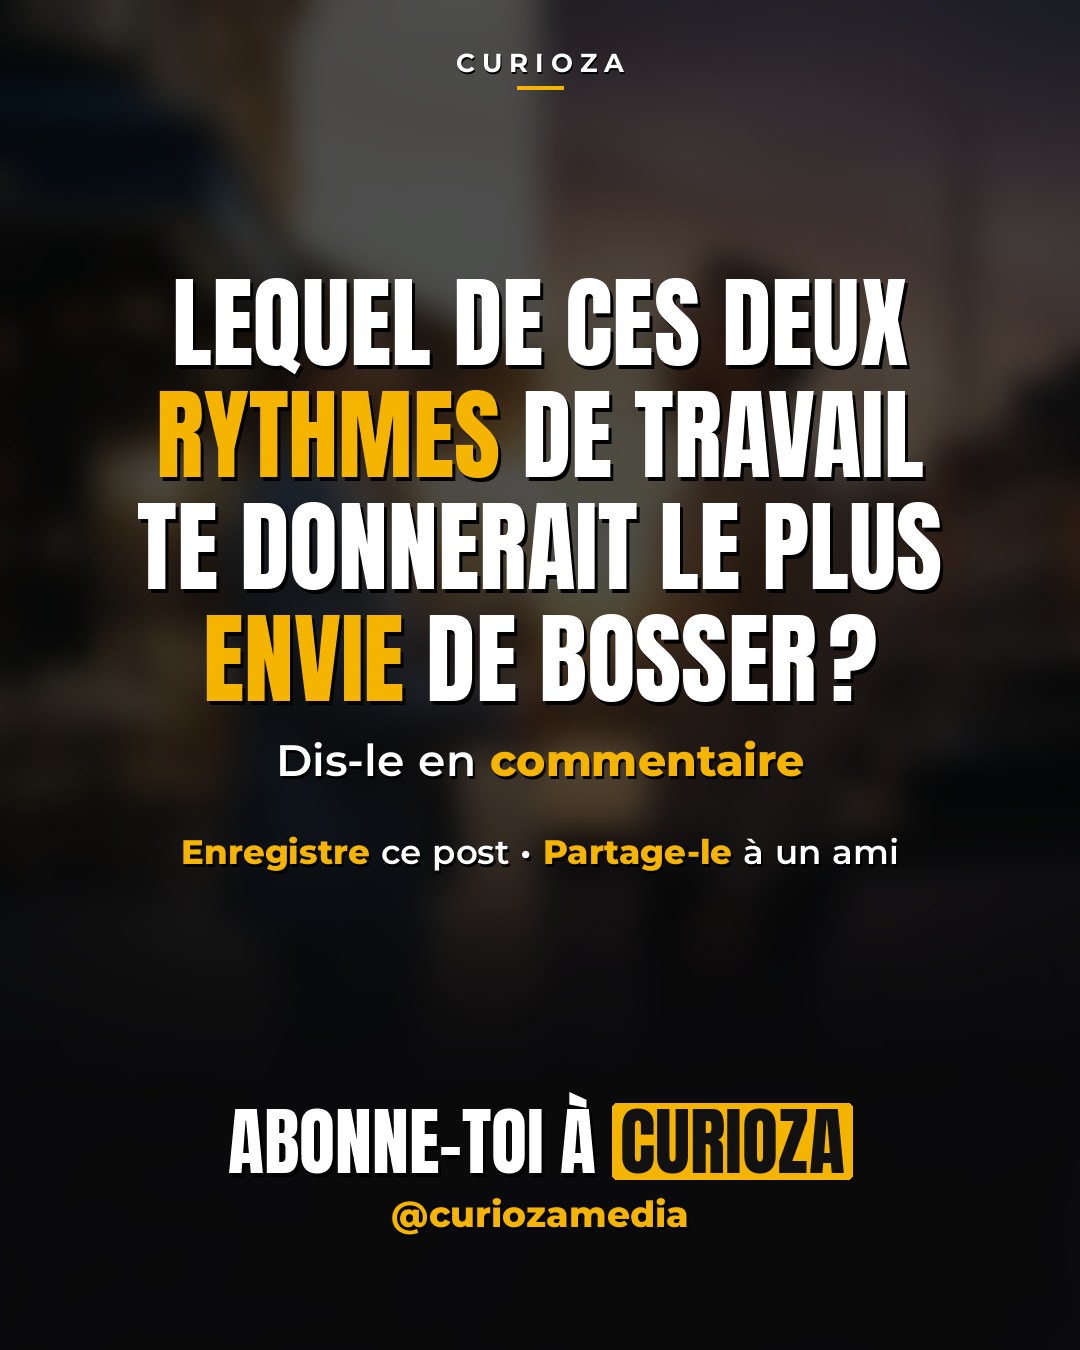 CURIOZA
LEQUEL DE CES DEUX
RYTHMES DE TRAVAIL
TE DONNERAIT LE PLUS
ENVIE DE BOSSER ?
Dis-le en commentaire
Enregistre ce post • Partage-le à un ami
ABONNE-TOI À CURIOZA
@curiozamedia